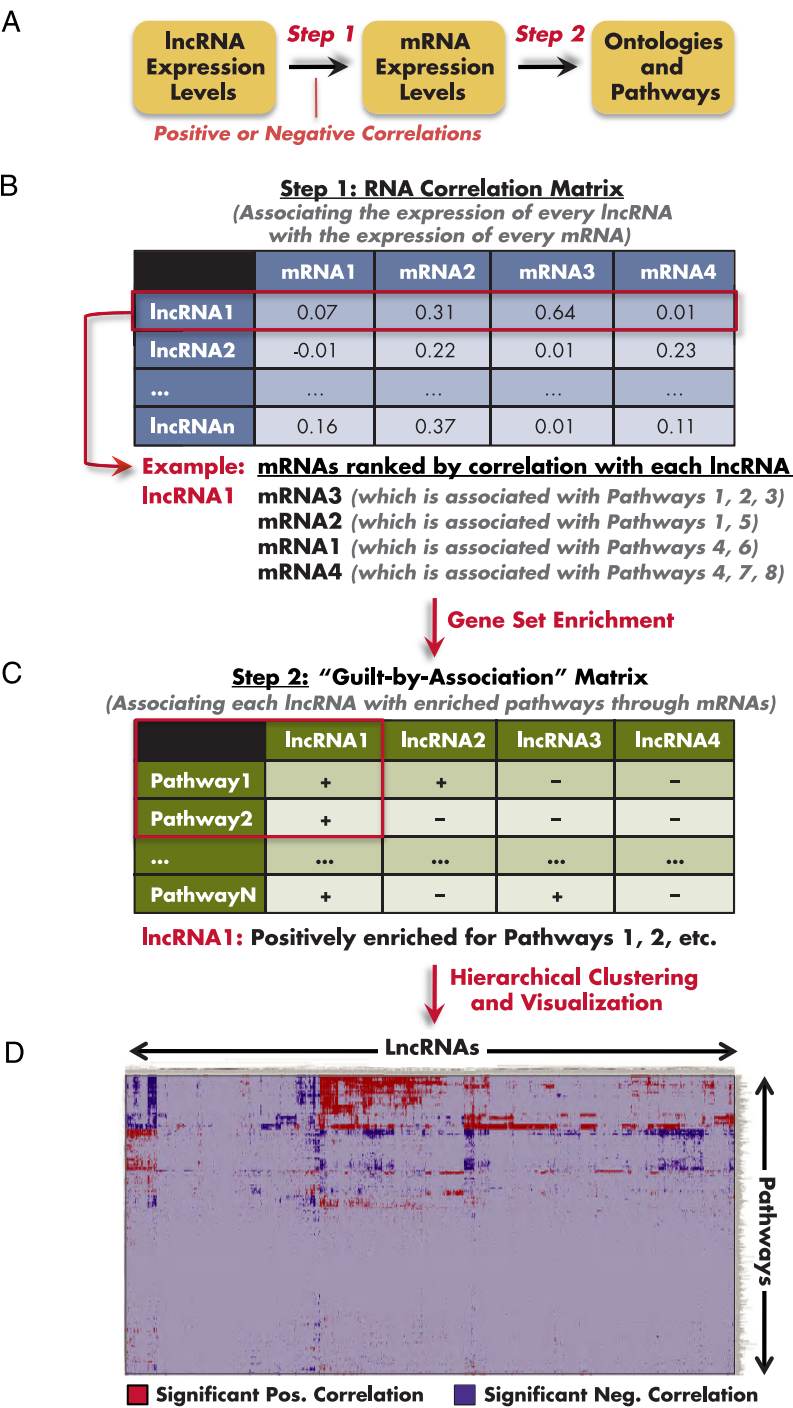 A
lncRNA Expression Levels
Step 1
mRNA Expression Levels
Step 2
Ontologies and Pathways
Positive or Negative Correlations
B
Step 1: RNA Correlation Matrix
(Associating the expression of every lncRNA
with the expression of every mRNA)
mRNA1 mRNA2 mRNA3 mRNA4
lncRNA1 0.07 0.31 0.64 0.01
lncRNA2 -0.01 0.22 0.01 0.23
... ... ... ... ...
lncRNAn 0.16 0.37 0.01 0.11
Example: mRNAs ranked by correlation with each lncRNA
lncRNA1 mRNA3 (which is associated with Pathways 1, 2, 3)
mRNA2 (which is associated with Pathways 1, 5)
mRNA1 (which is associated with Pathways 4, 6)
mRNA4 (which is associated with Pathways 4, 7, 8)
Gene Set Enrichment
C
Step 2: “Guilt-by-Association” Matrix
(Associating each lncRNA with enriched pathways through mRNAs)
lncRNA1 lncRNA2 lncRNA3 lncRNA4
Pathway1 + + – –
Pathway2 + – – –
... ... ... ... ...
PathwayN + – + –
lncRNA1: Positively enriched for Pathways 1, 2, etc.
Hierarchical Clustering
and Visualization
D
LncRNAs
Pathways
Significant Pos. Correlation
Significant Neg. Correlation